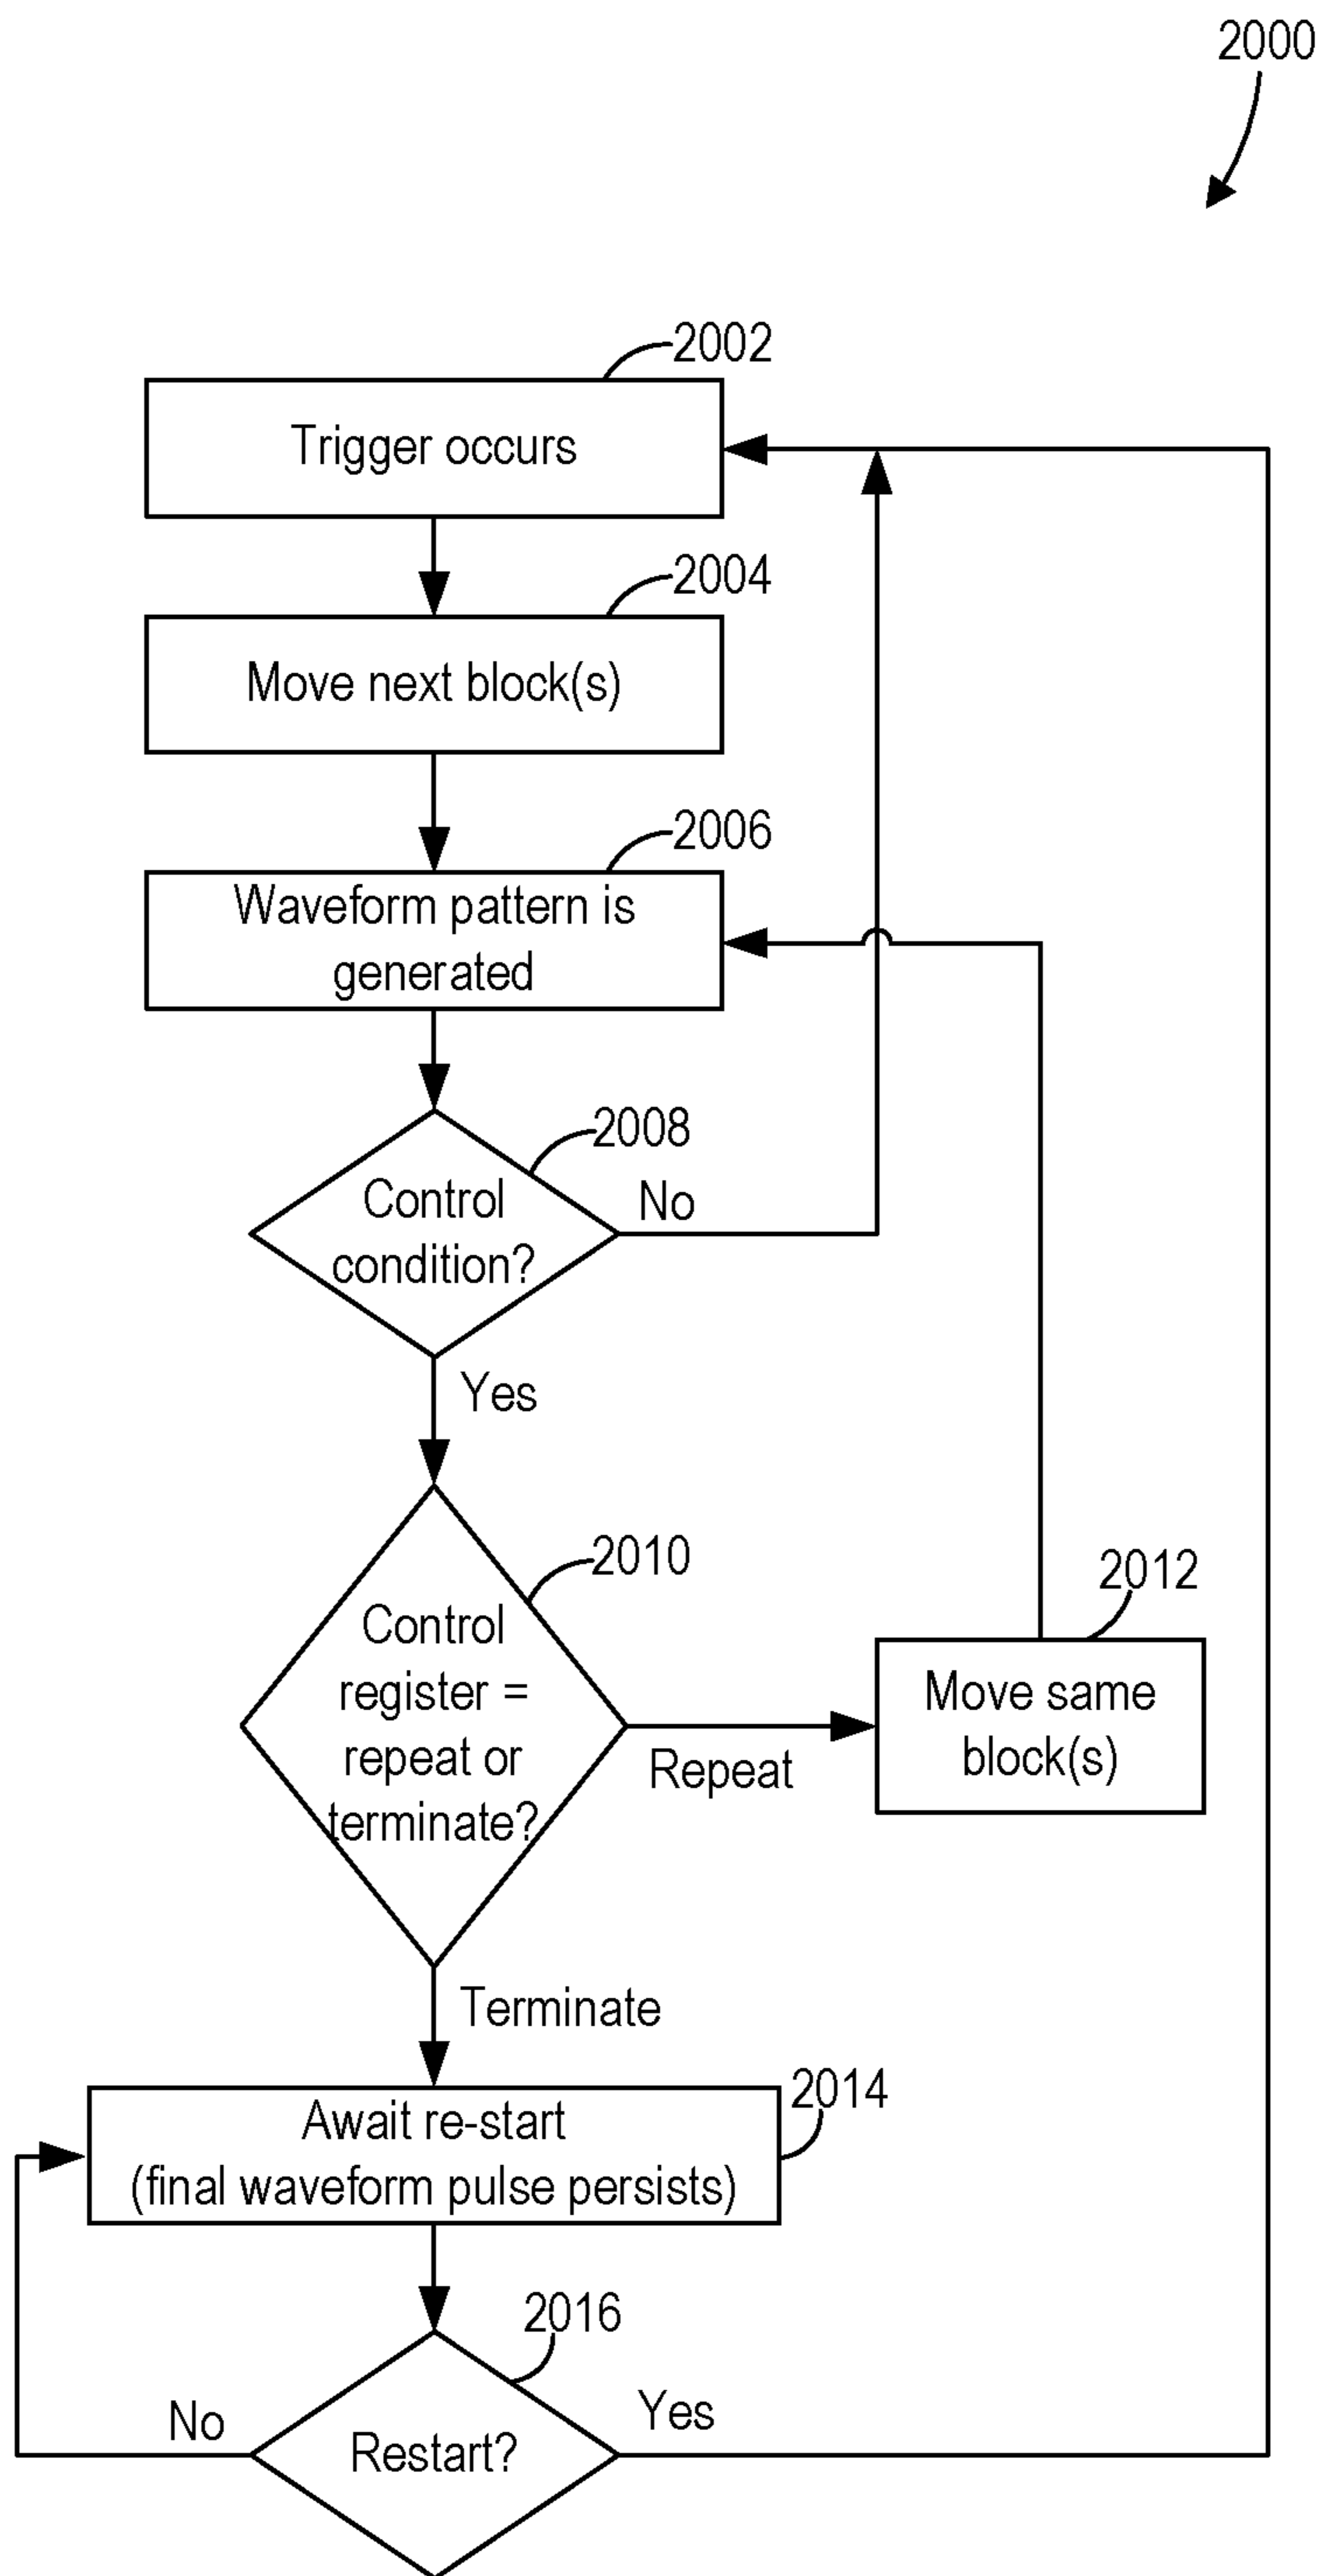 2000
2002
Trigger occurs
2004
Move next block(s)
2006
Waveform pattern is
generated
2008
Control
condition?
No
Yes
2010
Control
register =
repeat or
terminate?
Repeat
2012
Move same
block(s)
Terminate
2014
Await re-start
(final waveform pulse persists)
2016
No
Restart?
Yes